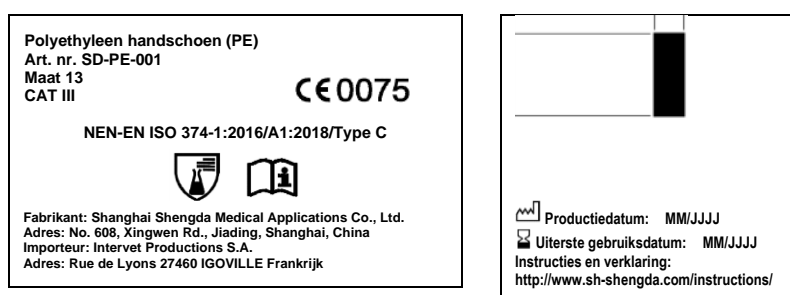 Polyethyleen handschoen (PE)
Art. nr. SD-PE-001
Maat 13
CAT III
CE 0075
NEN-EN ISO 374-1:2016/A1:2018/Type C
Fabrikant: Shanghai Shengda Medical Applications Co., Ltd.
Adres: No. 608, Xingwen Rd., Jiading, Shanghai, China
Importeur: Intervet Productions S.A.
Adres: Rue de Lyons 27460 IGOVILLE Frankrijk
Productiedatum: MM/JJJJ
Uiterste gebruiksdatum: MM/JJJJ
Instructies en verklaring:
http://www.sh-shengda.com/instructions/